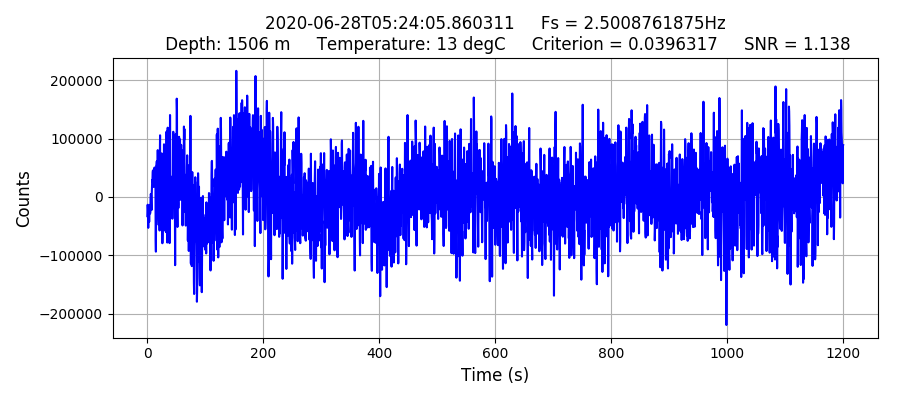 2020-06-28T05:24:05.860311 Fs = 2.5008761875Hz
Depth: 1506 m Temperature: 13 degC Criterion = 0.0396317 SNR = 1.138
200000
100000
0
−100000
−200000
Counts
0 200 400 600 800 1000 1200
Time (s)